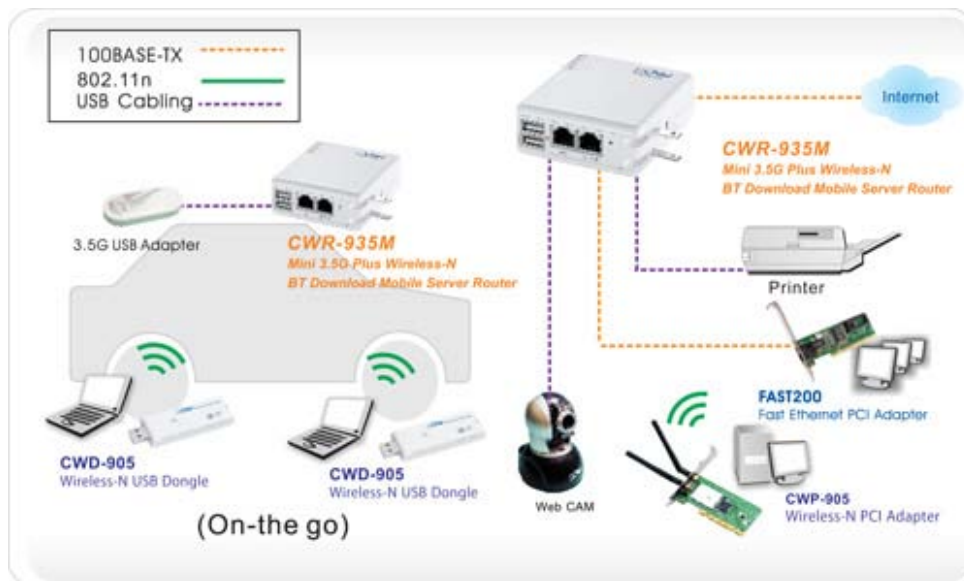 100BASE-TX
802.11n
USB Cabling
Internet
CWR-935M
Mini 3.5G Plus Wireless-N
BT Download Mobile Server Router
3.5G USB Adapter
CWR-935M
Mini 3.5G Plus Wireless-N
BT Download Mobile Server Router
Printer
FAST200
Fast Ethernet PCI Adapter
CWD-905
Wireless-N USB Dongle
CWD-905
Wireless-N USB Dongle
Web CAM
CWP-905
Wireless-N PCI Adapter
(On-the go)